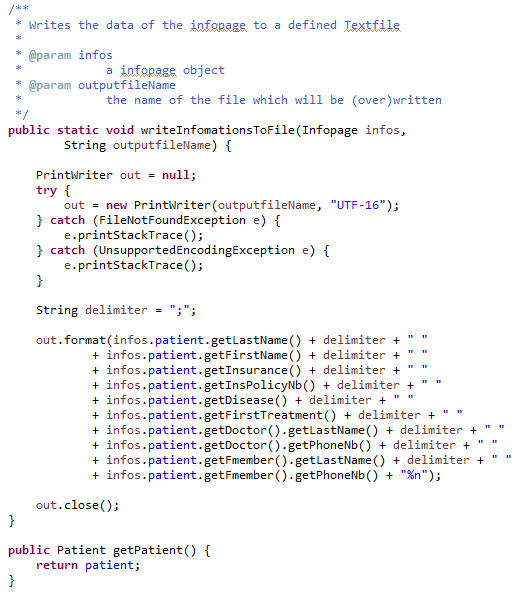 /**
 * Writes the data of the infopage to a defined Textfile
 *
 * @param infos
 *            a infopage object
 * @param outputfileName
 *            the name of the file which will be (over)written
 */
public static void writeInfomationsToFile(Infopage infos,
        String outputfileName) {

    PrintWriter out = null;
    try {
        out = new PrintWriter(outputfileName, "UTF-16");
    } catch (FileNotFoundException e) {
        e.printStackTrace();
    } catch (UnsupportedEncodingException e) {
        e.printStackTrace();
    }

    String delimiter = ";";

    out.format(infos.patient.getLastName() + delimiter + " "
            + infos.patient.getFirstName() + delimiter + " "
            + infos.patient.getInsurance() + delimiter + " "
            + infos.patient.getInsPolicyNb() + delimiter + " "
            + infos.patient.getDisease() + delimiter + " "
            + infos.patient.getFirstTreatment() + delimiter + " "
            + infos.patient.getDoctor().getLastName() + delimiter + " "
            + infos.patient.getDoctor().getPhoneNb() + delimiter + " "
            + infos.patient.getFmember().getLastName() + delimiter + " "
            + infos.patient.getFmember().getPhoneNb() + "%n");

    out.close();
}

public Patient getPatient() {
    return patient;
}